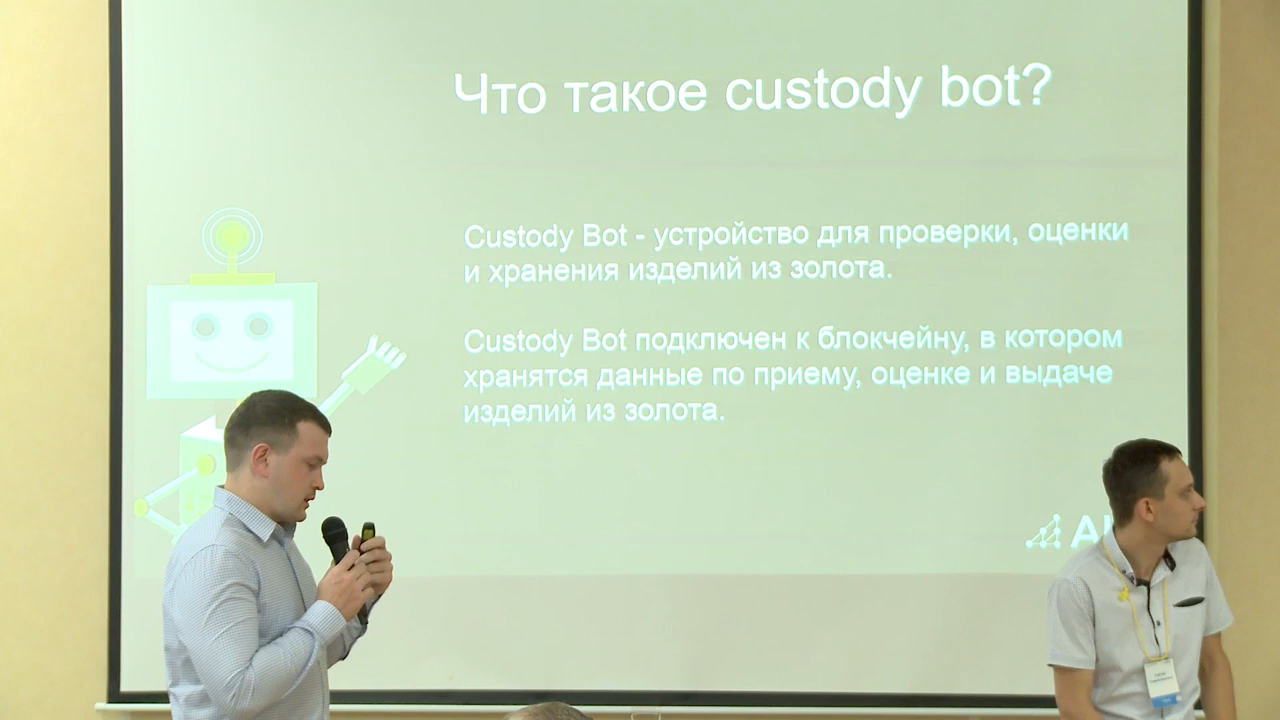 Что такое custody bot?
Custody Bot - устройство для проверки, оценки
и хранения изделий из золота.
Custody Bot подключен к блокчейну, в котором
хранятся данные по приему, оценке и выдаче
изделий из золота.